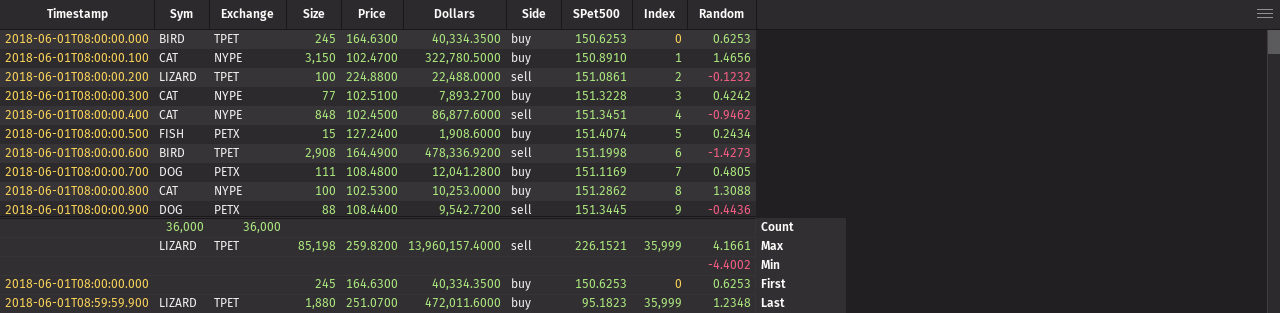 Timestamp Sym Exchange Size Price Dollars Side SPet500 Index Random
2018-06-01T08:00:00.000 BIRD TPET 245 164.6300 40,334.3500 buy 150.6253 0 0.6253
2018-06-01T08:00:00.100 CAT NYPE 3,150 102.4700 322,780.5000 buy 150.8910 1 1.4656
2018-06-01T08:00:00.200 LIZARD TPET 100 224.8800 22,488.0000 sell 151.0861 2 -0.1232
2018-06-01T08:00:00.300 CAT NYPE 77 102.5100 7,893.2700 buy 151.3228 3 0.4242
2018-06-01T08:00:00.400 CAT NYPE 848 102.4500 86,877.6000 sell 151.3451 4 -0.9462
2018-06-01T08:00:00.500 FISH PETX 15 127.2400 1,908.6000 buy 151.4074 5 0.2434
2018-06-01T08:00:00.600 BIRD TPET 2,908 164.4900 478,336.9200 sell 151.1998 6 -1.4273
2018-06-01T08:00:00.700 DOG PETX 111 108.4800 12,041.2800 buy 151.1169 7 0.4805
2018-06-01T08:00:00.800 CAT NYPE 100 102.5300 10,253.0000 buy 151.2862 8 1.3088
2018-06-01T08:00:00.900 DOG PETX 88 108.4400 9,542.7200 sell 151.3445 9 -0.4436
36,000 36,000 Count
LIZARD TPET 85,198 259.8200 13,960,157.4000 sell 226.1521 35,999 4.1661 Max
-4.4002 Min
2018-06-01T08:00:00.000 245 164.6300 40,334.3500 buy 150.6253 0 0.6253 First
2018-06-01T08:59:59.900 LIZARD TPET 1,880 251.0700 472,011.6000 buy 95.1823 35,999 1.2348 Last